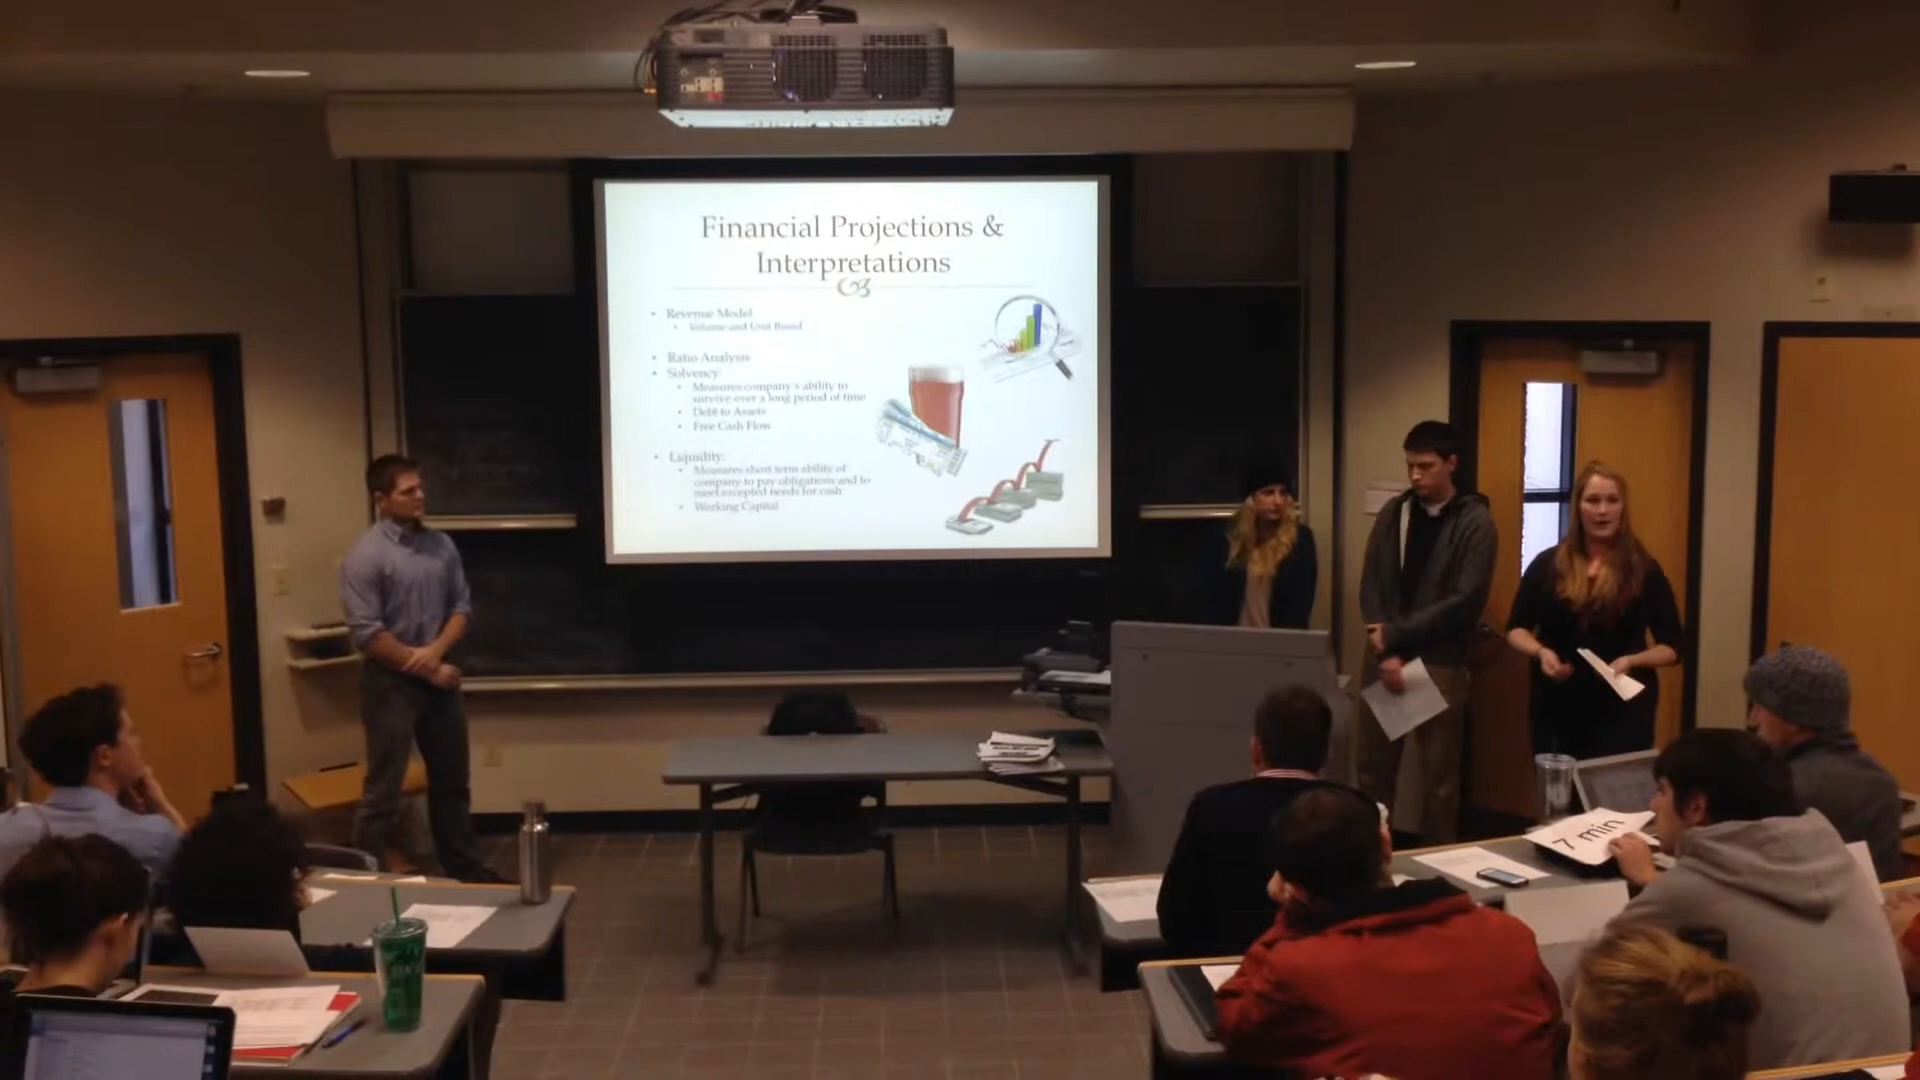 Financial Projections &
Interpretations
• Revenue Model
• Volume and Unit Based
• Ratio Analysis
• Solvency:
• Measures company's ability to
survive over a long period of time
• Debt to Assets
• Free Cash Flow
• Liquidity:
• Measures short term ability of
company to pay obligations and to
meet excepted needs for cash
• Working Capital
7 min